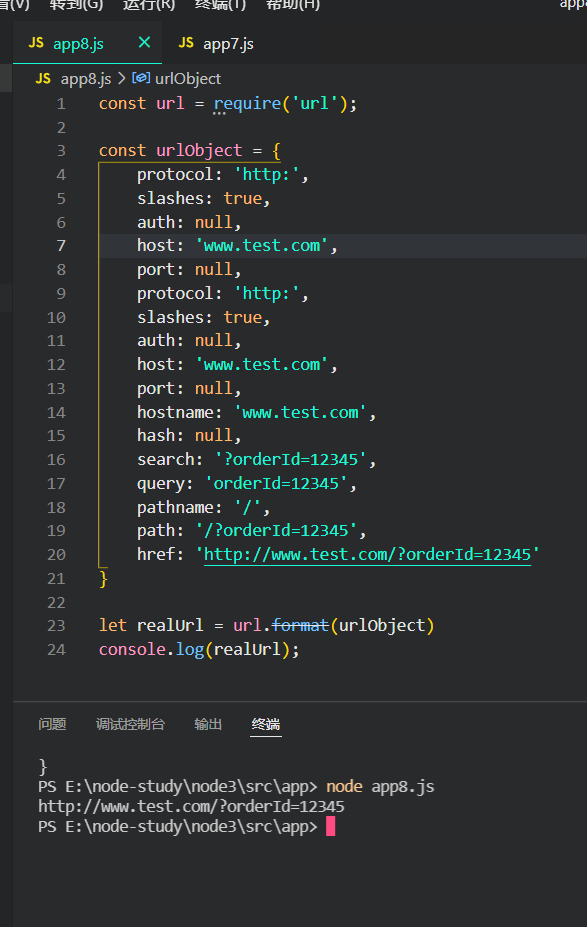 (V) 转到(G) 运行(R) 终端(T) 帮助(H) app
JS app8.js × JS app7.js
JS app8.js > urlObject
1 const url = require('url');
2
3 const urlObject = {
4 protocol: 'http:',
5 slashes: true,
6 auth: null,
7 host: 'www.test.com',
8 port: null,
9 protocol: 'http:',
10 slashes: true,
11 auth: null,
12 host: 'www.test.com',
13 port: null,
14 hostname: 'www.test.com',
15 hash: null,
16 search: '?orderId=12345',
17 query: 'orderId=12345',
18 pathname: '/',
19 path: '/?orderId=12345',
20 href: 'http://www.test.com/?orderId=12345'
21 }
22
23 let realUrl = url.format(urlObject)
24 console.log(realUrl);
问题 调试控制台 输出 终端
}
PS E:\node-study\node3\src\app> node app8.js
http://www.test.com/?orderId=12345
PS E:\node-study\node3\src\app>